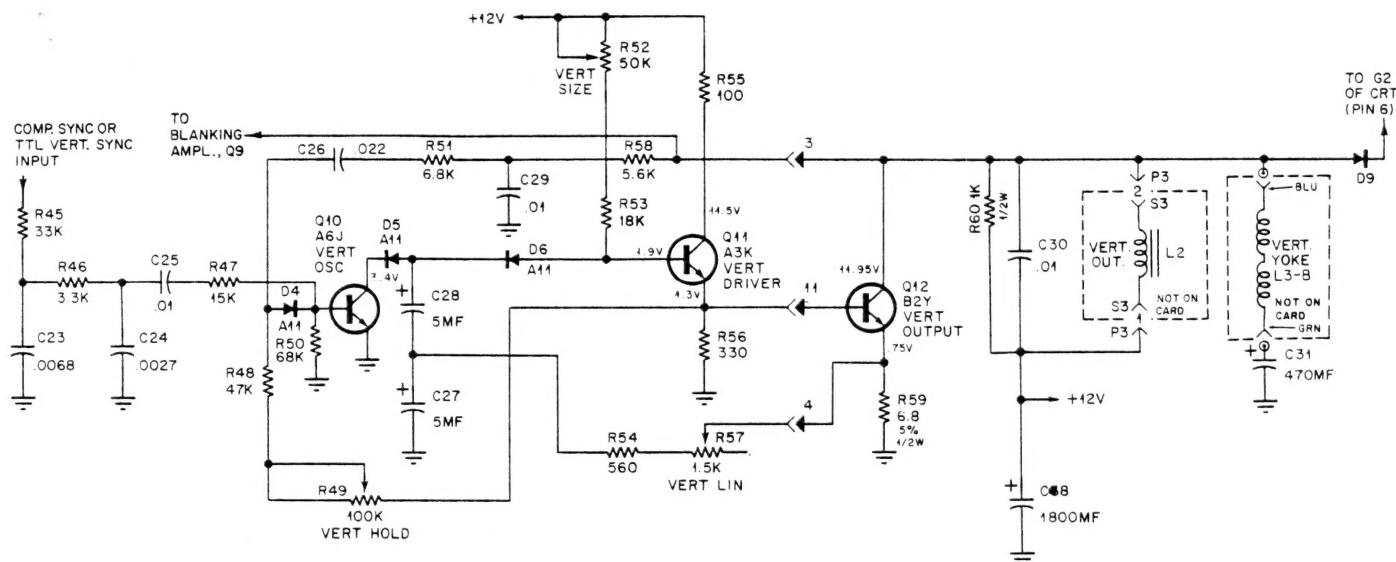 +12V
R52
50K
VERT
SIZE
R55
100
TO G2
OF CRT
(PIN 6)
TO
BLANKING
AMPL., Q9
COMP. SYNC OR
TTL VERT. SYNC
INPUT
C26
.022
R51
6.8K
R58
5.6K
3
D9
R45
33K
C29
.01
R53
18K
11.5V
R60 1K
1/2W
P3
2
S3
BLU
Q10
A6J
VERT
OSC
D5
A11
D6
A11
1.9V
Q11
A3K
VERT
DRIVER
C30
.01
VERT.
OUT.
L2
VERT.
YOKE
L3-B
R46
3.3K
C25
.01
R47
15K
7.4V
1.3V
11.95V
Q12
B2Y
VERT
OUTPUT
11
S3
1
P3
NOT ON
CARD
NOT ON
CARD
GRN
D4
A11
C28
5MF
R50
68K
R56
330
.75V
C23
.0068
C24
.0027
C31
470MF
R48
47K
C27
5MF
R59
6.8
5%
1/2W
4
+12V
R54
560
R57
1.5K
VERT LIN
R49
100K
VERT HOLD
1800MF